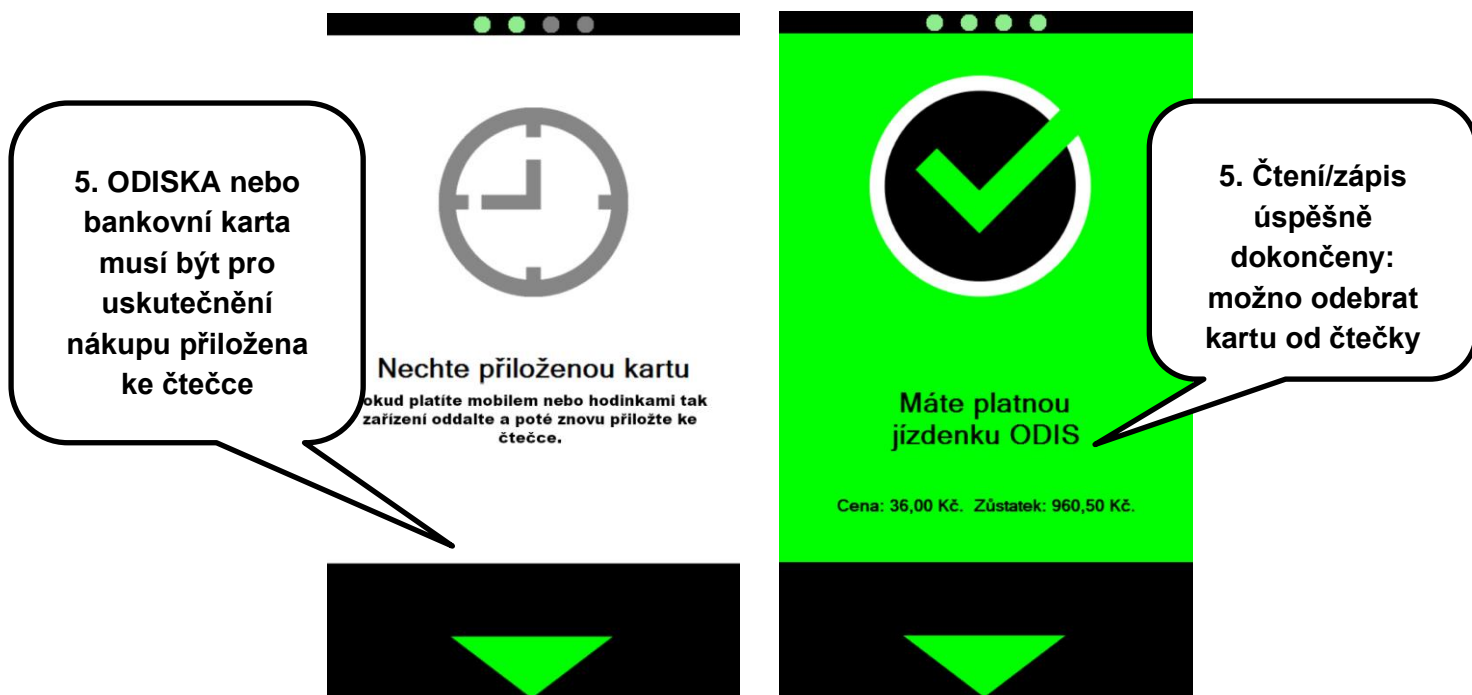 5. ODISKA nebo
bankovní karta
musí být pro
uskutečnění
nákupu přiložena
ke čtečce
Nechte přiloženou kartu
okud platíte mobilem nebo hodinkami tak
zařízení oddalte a poté znovu přiložte ke
čtečce.
5. Čtení/zápis
úspěšně
dokončeny:
možno odebrat
kartu od čtečky
Máte platnou
jízdenku ODIS
Cena: 36,00 Kč. Zůstatek: 960,50 Kč.